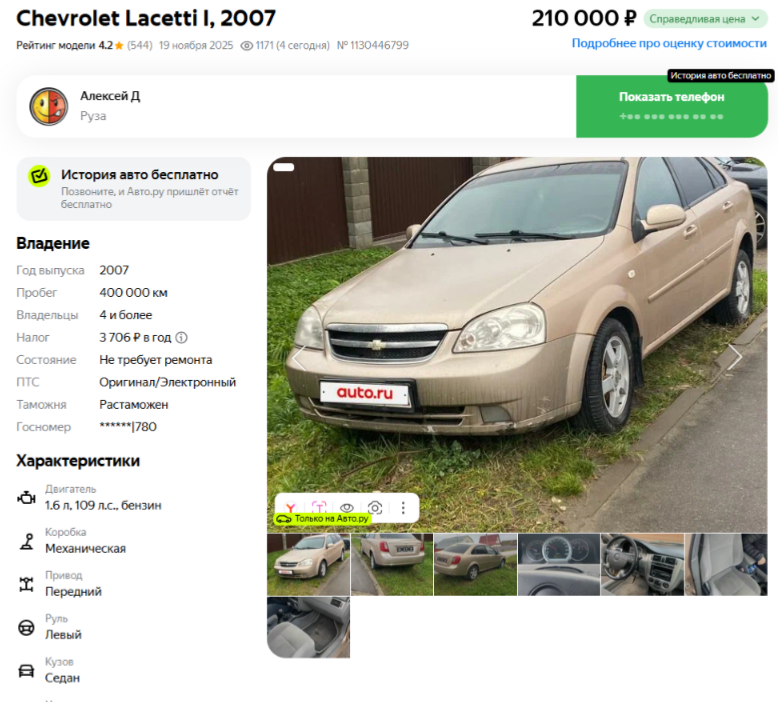 Chevrolet Lacetti I, 2007
210 000 ₽
Справедливая цена
Рейтинг модели 4.2 (544) 19 ноября 2025 1171 (4 сегодня) № 1130446799
Подробнее про оценку стоимости
История авто бесплатно
Алексей Д
Руза
Показать телефон
+●● ●●● ●●● ●● ●●
История авто бесплатно
Позвоните, и Авто.ру пришлёт отчёт
бесплатно
Владение
Год выпуска 2007
Пробег 400 000 км
Владельцы 4 и более
Налог 3 706 ₽ в год
Состояние Не требует ремонта
ПТС Оригинал/Электронный
Таможня Растаможен
Госномер ******|780
Характеристики
Двигатель
1.6 л, 109 л.с., бензин
Коробка
Механическая
Привод
Передний
Руль
Левый
Кузов
Седан
auto.ru
Только на Авто.ру